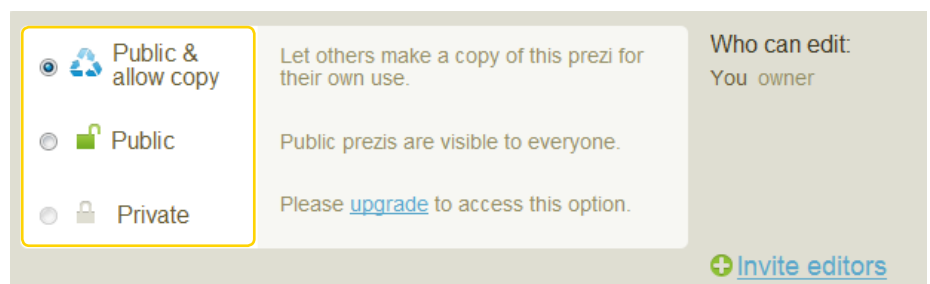 Public &
allow copy
Let others make a copy of this prezi for
their own use.
Public
Public prezis are visible to everyone.
Private
Please upgrade to access this option.
Who can edit:
You owner
Invite editors